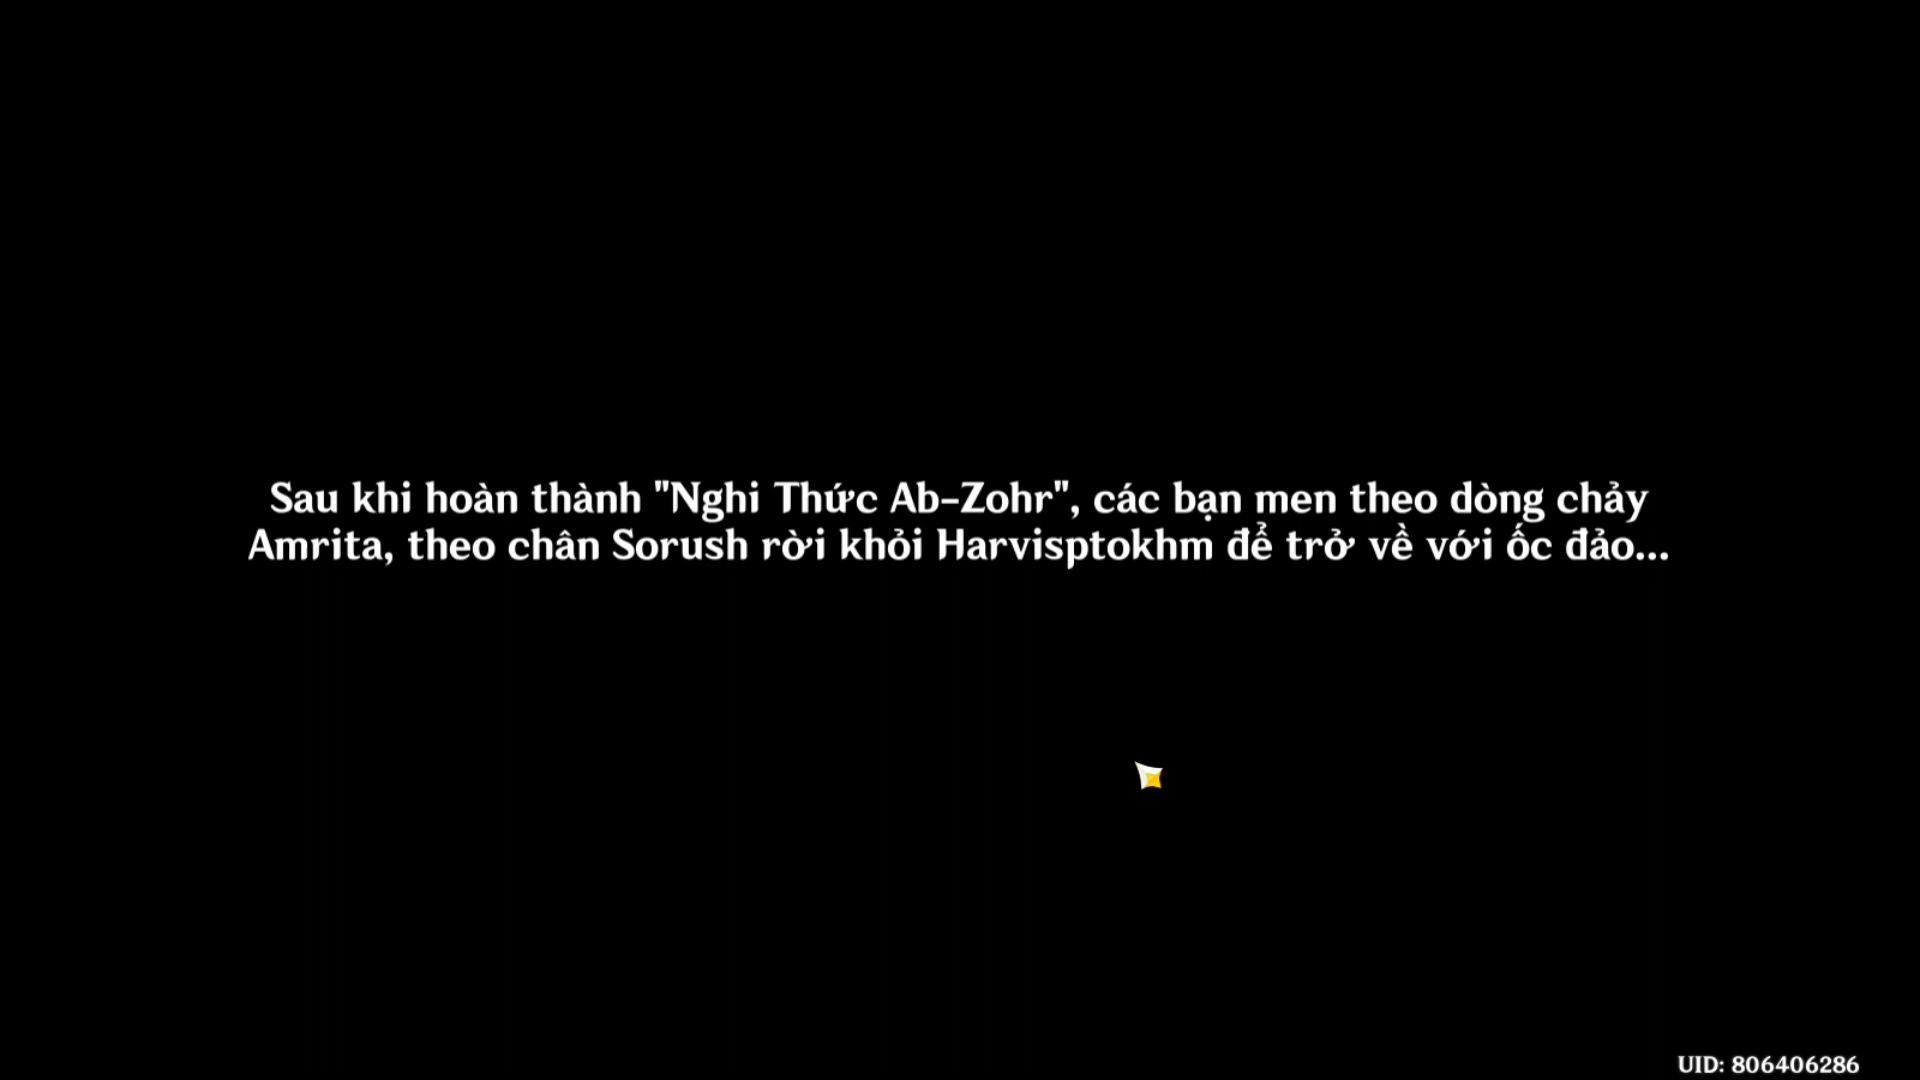 Sau khi hoàn thành "Nghi Thức Ab-Zohr", các bạn men theo dòng chảy
Amrita, theo chân Sorush rời khỏi Harvisptokhm để trở về với ốc đảo...
UID: 806406286